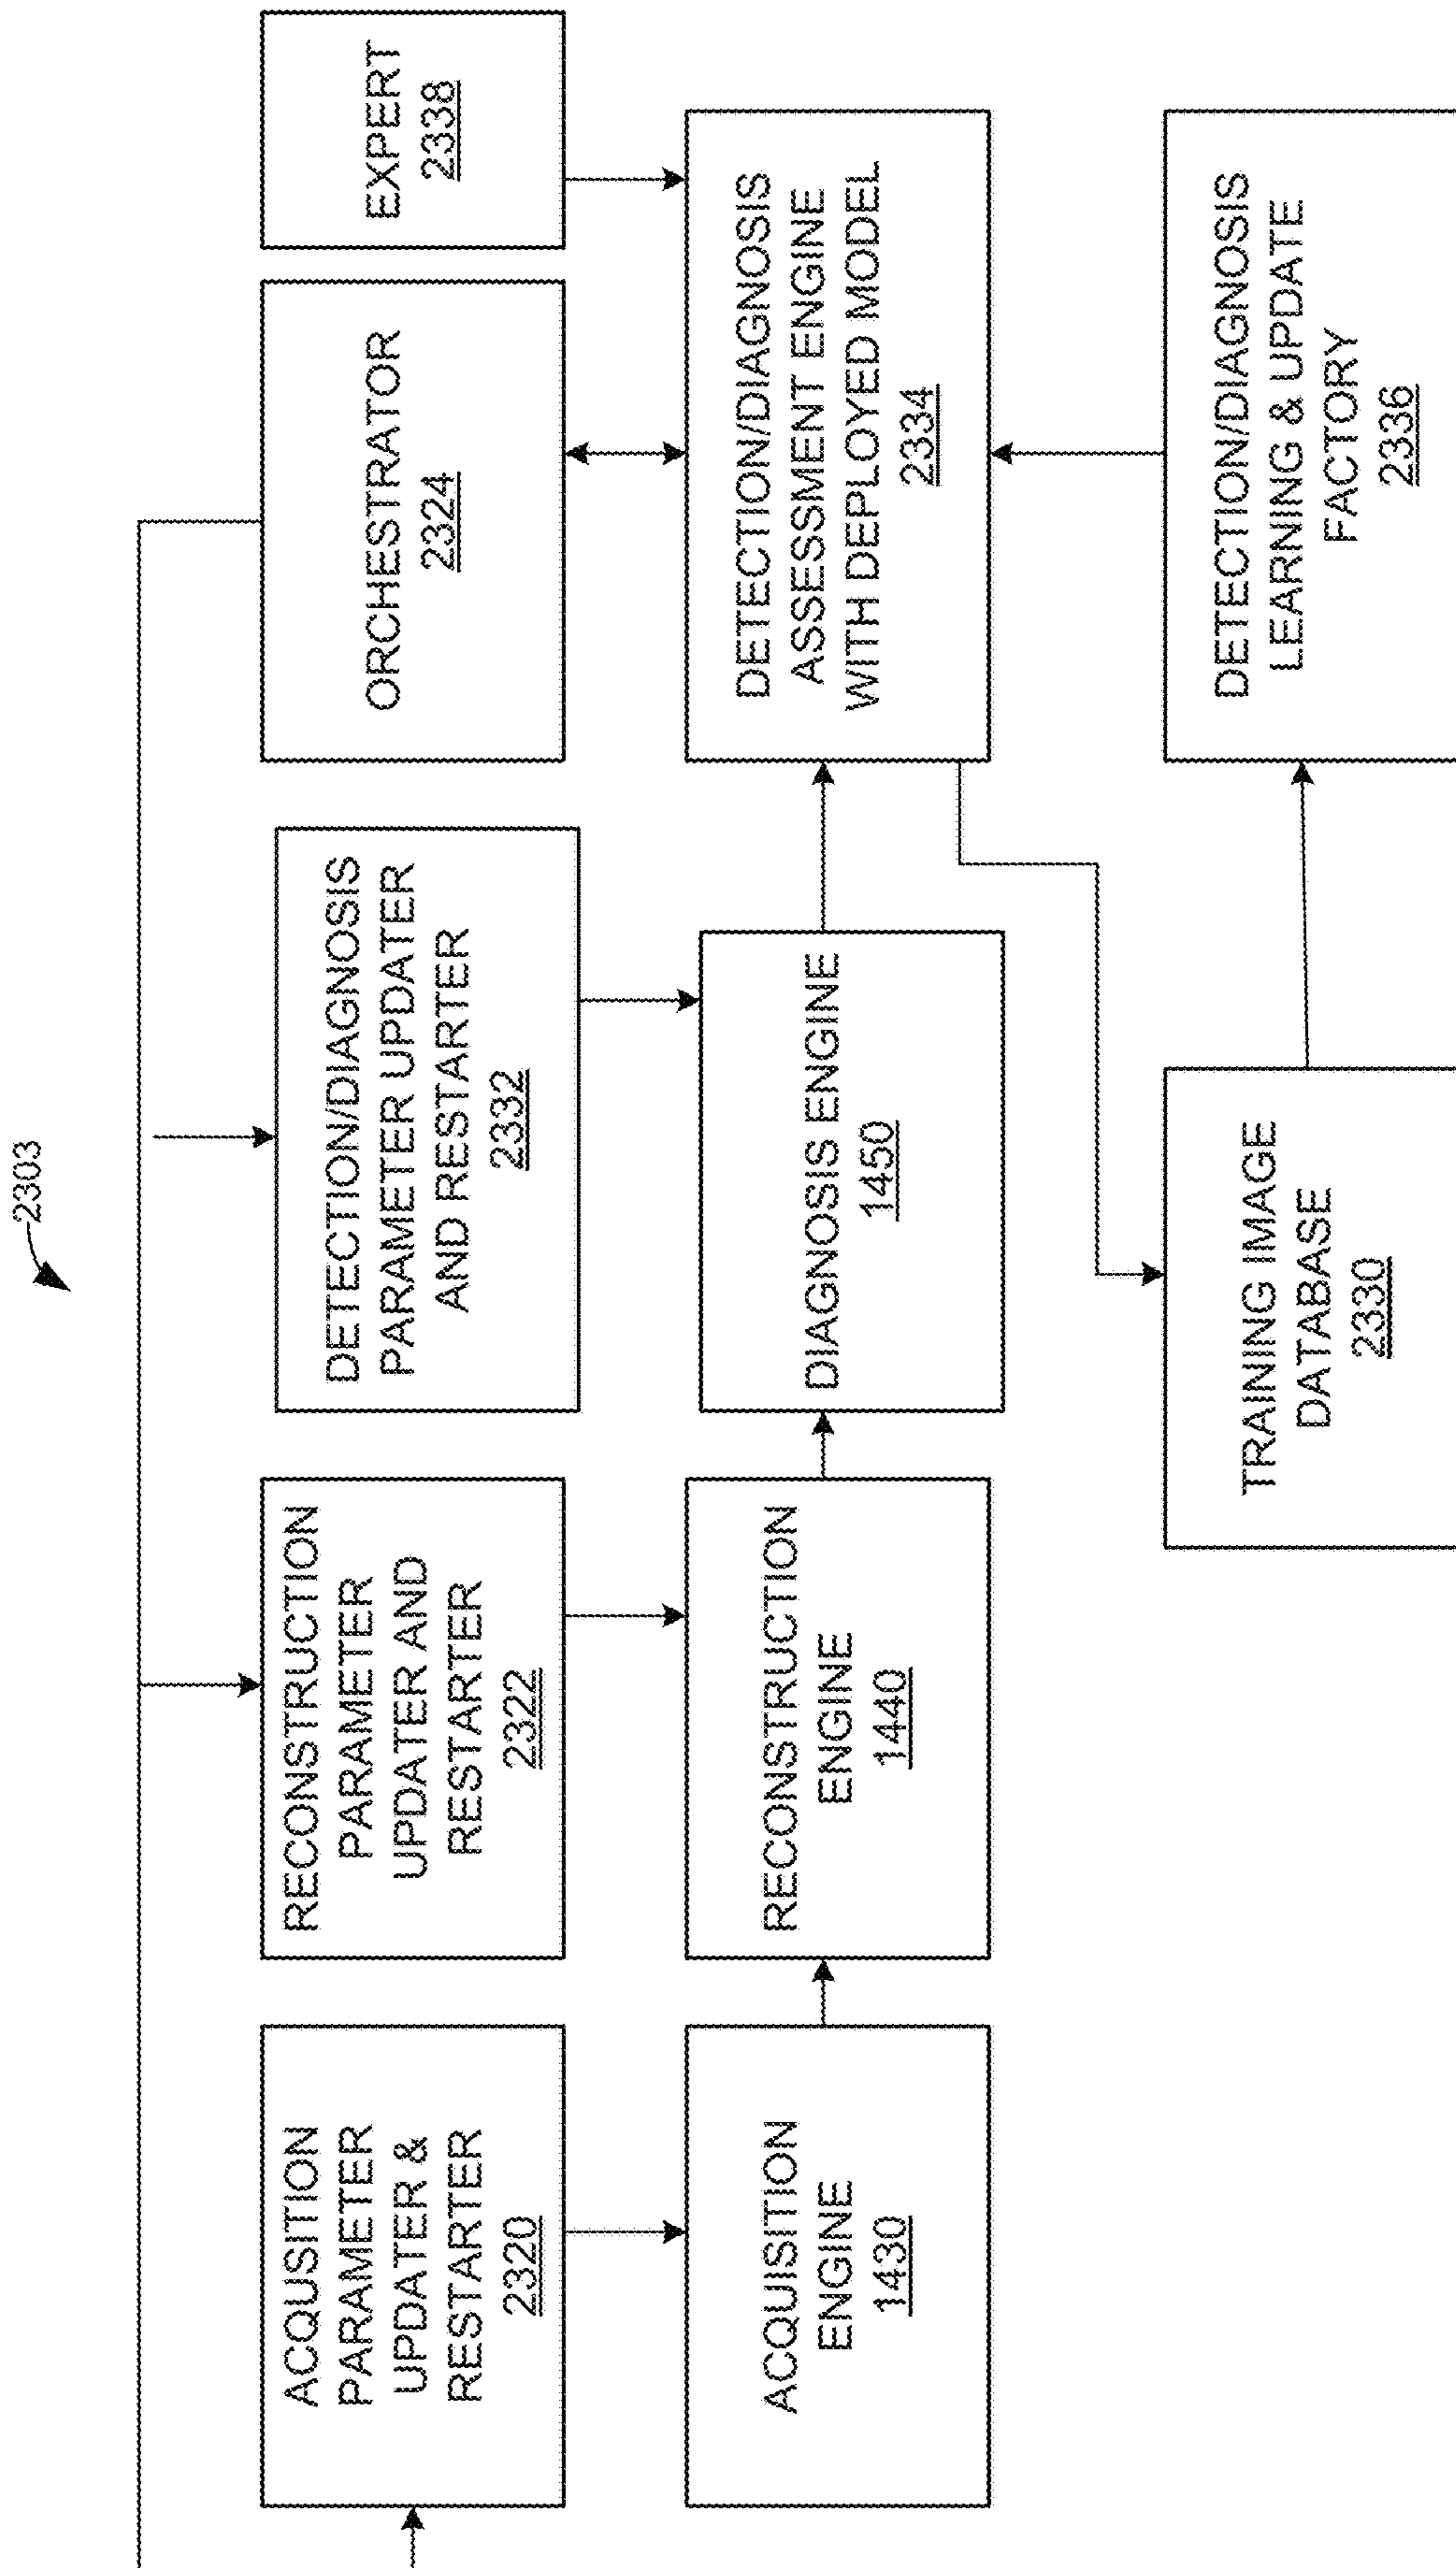 2303
ACQUSITION
PARAMETER
UPDATER &
RESTARTER
2320
RECONSTRUCTION
PARAMETER
UPDATER AND
RESTARTER
2322
DETECTION/DIAGNOSIS
PARAMETER UPDATER
AND RESTARTER
2332
ORCHESTRATOR
2324
EXPERT
2338
ACQUISITION
ENGINE
1430
RECONSTRUCTION
ENGINE
1440
DIAGNOSIS ENGINE
1450
DETECTION/DIAGNOSIS
ASSESSMENT ENGINE
WITH DEPLOYED MODEL
2334
TRAINING IMAGE
DATABASE
2330
DETECTION/DIAGNOSIS
LEARNING & UPDATE
FACTORY
2336